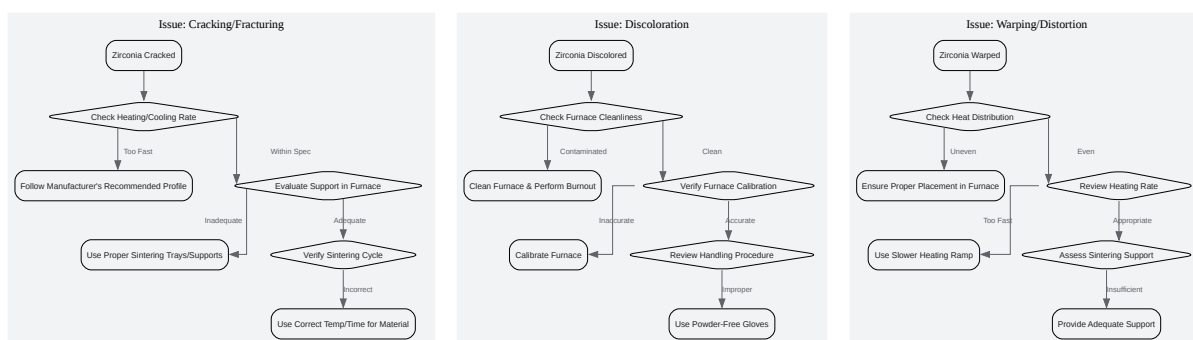 Issue: Cracking/Fracturing
Zirconia Cracked
Check Heating/Cooling Rate
Too Fast
Within Spec
Follow Manufacturer's Recommended Profile
Evaluate Support in Furnace
Inadequate
Adequate
Use Proper Sintering Trays/Supports
Verify Sintering Cycle
Incorrect
Use Correct Temp/Time for Material
Issue: Discoloration
Zirconia Discolored
Check Furnace Cleanliness
Contaminated
Clean
Clean Furnace & Perform Burnout
Verify Furnace Calibration
Inaccurate
Accurate
Calibrate Furnace
Review Handling Procedure
Improper
Use Powder-Free Gloves
Issue: Warping/Distortion
Zirconia Warped
Check Heat Distribution
Uneven
Even
Ensure Proper Placement in Furnace
Review Heating Rate
Too Fast
Appropriate
Use Slower Heating Ramp
Assess Sintering Support
Insufficient
Provide Adequate Support